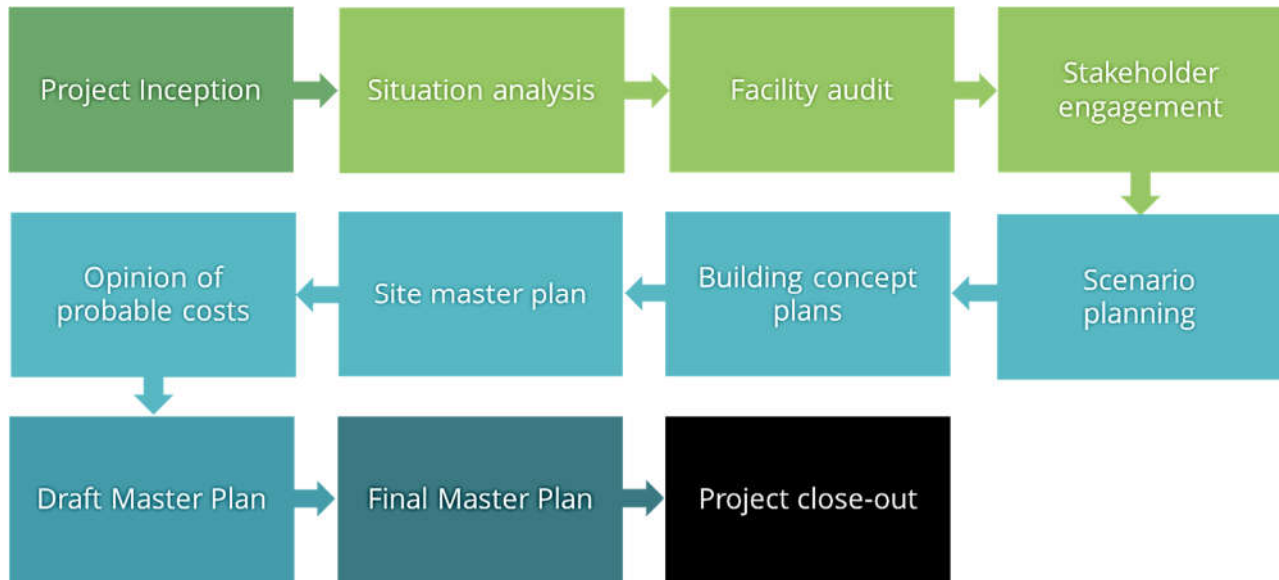 Project Inception
Situation analysis
Facility audit
Stakeholder
engagement
Scenario
planning
Building concept
plans
Site master plan
Opinion of
probable costs
Draft Master Plan
Final Master Plan
Project close-out